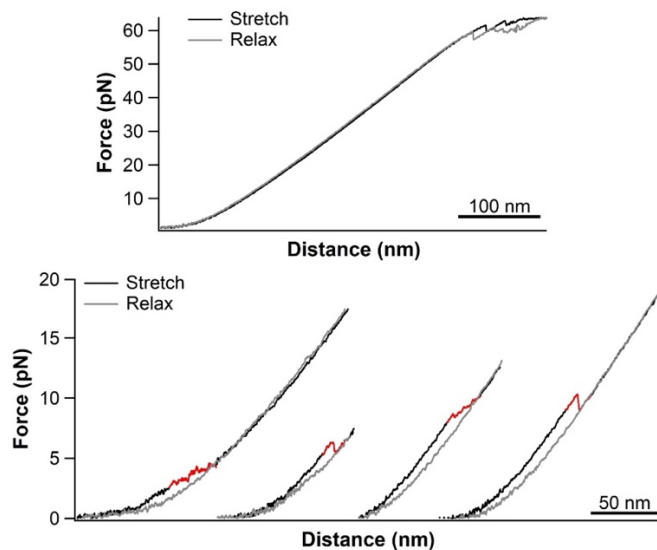 Stretch
Relax
Force (pN)
60
50
40
30
20
10
100 nm
Distance (nm)
Stretch
Relax
Force (pN)
20
15
10
5
0
50 nm
Distance (nm)